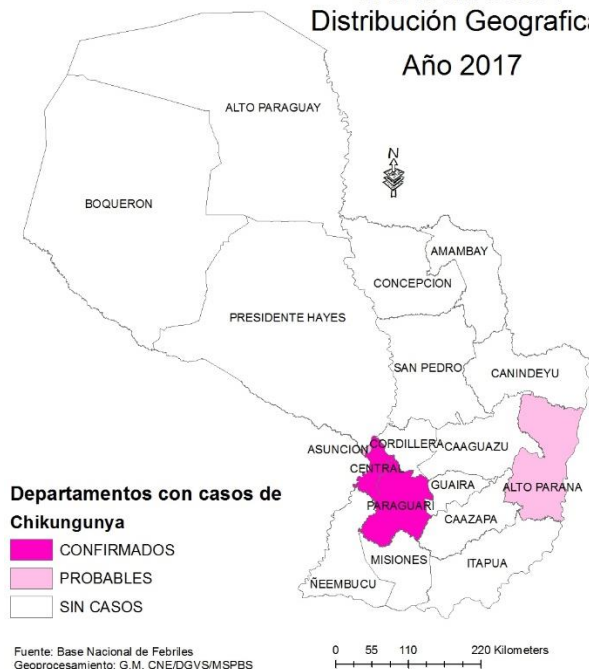 Distribución Geografica
Año 2017
N
ALTO PARAGUAY
BOQUERON
AMAMBAY
CONCEPCION
PRESIDENTE HAYES
SAN PEDRO
CANINDEYU
ASUNCION
CORDILLERA
CAAGUAZU
CENTRAL
GUAIRA
ALTO PARANA
PARAGUARI
CAAZAPA
MISIONES
ITAPUA
ÑEEMBUCU
Departamentos con casos de
Chikungunya
CONFIRMADOS
PROBABLES
SIN CASOS
Fuente: Base Nacional de Febriles
Geoprocesamiento: G.M. CNE/DGVS/MSPBS
0 55 110 220 Kilometers